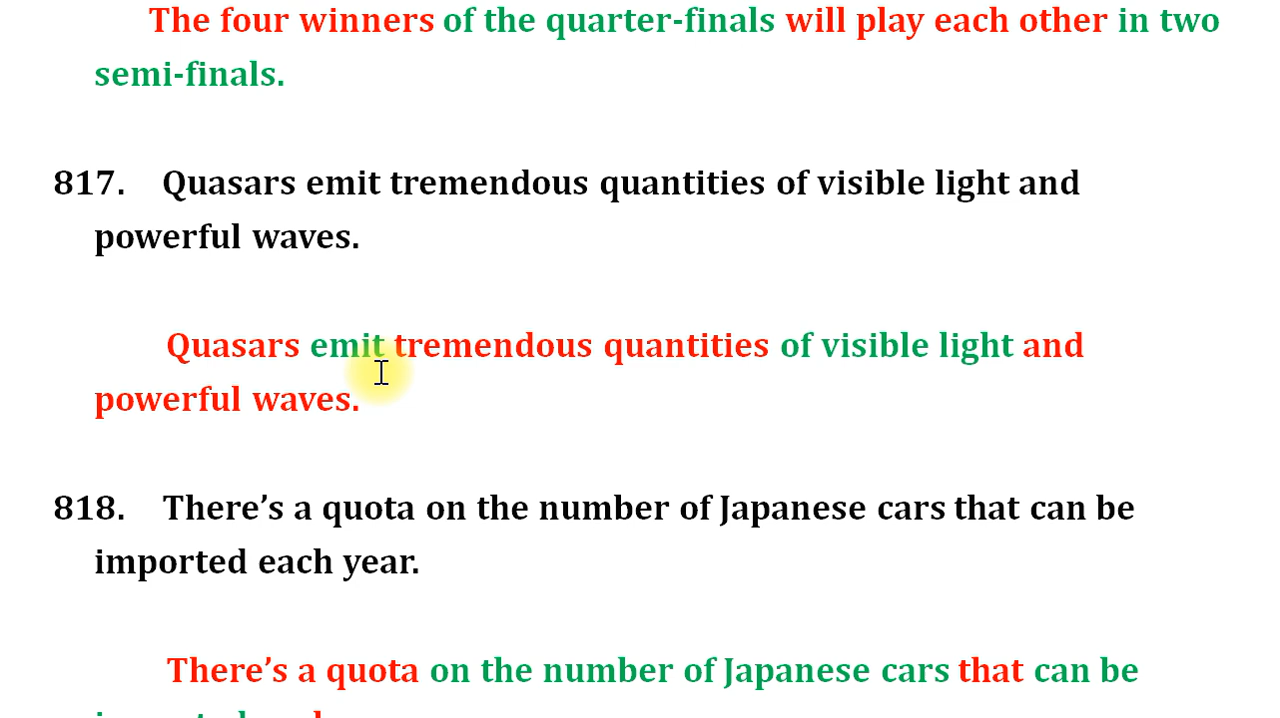 The four winners of the quarter-finals will play each other in two
semi-finals.
817. Quasars emit tremendous quantities of visible light and
powerful waves.
Quasars emit tremendous quantities of visible light and
powerful waves.
818. There’s a quota on the number of Japanese cars that can be
imported each year.
There’s a quota on the number of Japanese cars that can be